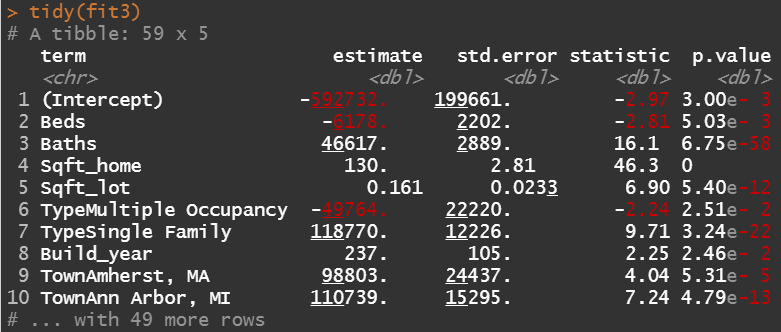 > tidy(fit3)
# A tibble: 59 x 5
term estimate std.error statistic p.value
<chr> <dbl> <dbl> <dbl> <dbl>
1 (Intercept) -592732. 199661. -2.97 3.00e- 3
2 Beds -6178. 2202. -2.81 5.03e- 3
3 Baths 46617. 2889. 16.1 6.75e-58
4 Sqft_home 130. 2.81 46.3 0
5 Sqft_lot 0.161 0.0233 6.90 5.40e-12
6 TypeMultiple Occupancy -49764. 22220. -2.24 2.51e- 2
7 TypeSingle Family 118770. 12226. 9.71 3.24e-22
8 Build_year 237. 105. 2.25 2.46e- 2
9 TownAmherst, MA 98803. 24437. 4.04 5.31e- 5
10 TownAnn Arbor, MI 110739. 15295. 7.24 4.79e-13
# ... with 49 more rows